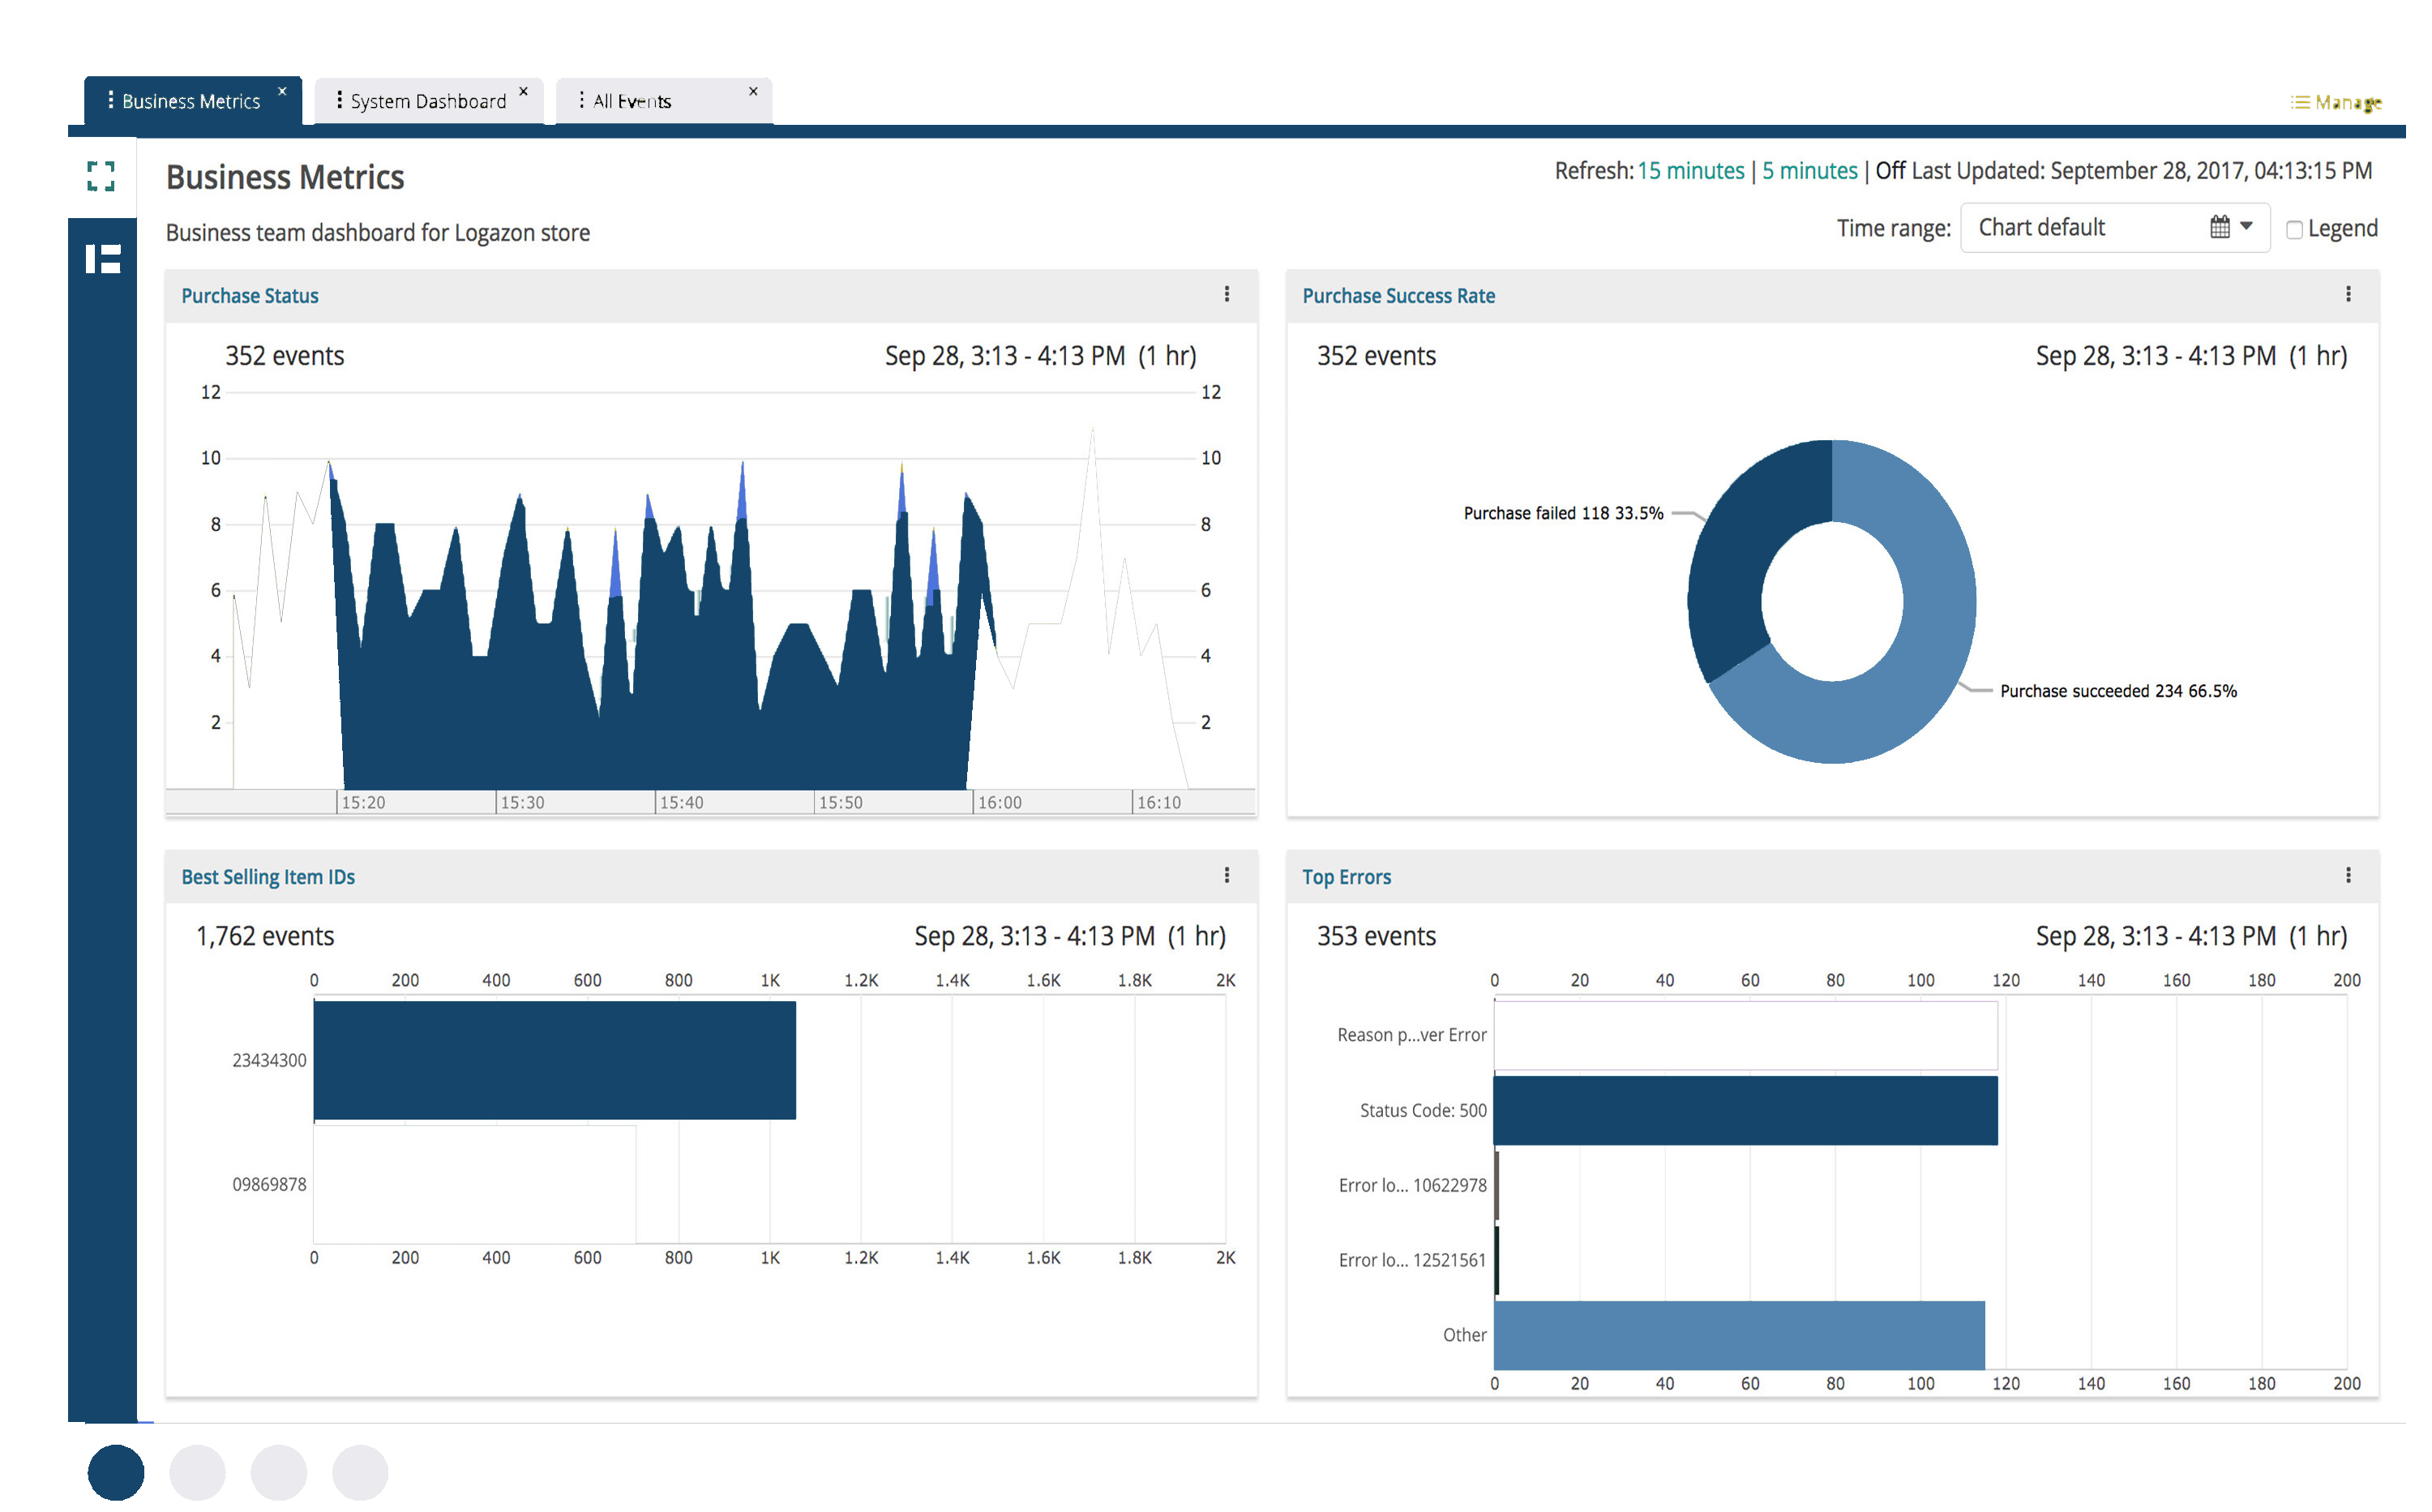 Business Metrics × System Dashboard × All Events × Manage
Business Metrics
Refresh: 15 minutes | 5 minutes | Off Last Updated: September 28, 2017, 04:13:15 PM
Business team dashboard for Logazon store
Time range: Chart default Legend
Purchase Status
352 events Sep 28, 3:13 - 4:13 PM (1 hr)
12 12
10 10
8 8
6 6
4 4
2 2
15:20 15:30 15:40 15:50 16:00 16:10
Purchase Success Rate
352 events Sep 28, 3:13 - 4:13 PM (1 hr)
Purchase failed 118 33.5%
Purchase succeeded 234 66.5%
Best Selling Item IDs
1,762 events Sep 28, 3:13 - 4:13 PM (1 hr)
0 200 400 600 800 1K 1.2K 1.4K 1.6K 1.8K 2K
23434300
09869878
0 200 400 600 800 1K 1.2K 1.4K 1.6K 1.8K 2K
Top Errors
353 events Sep 28, 3:13 - 4:13 PM (1 hr)
0 20 40 60 80 100 120 140 160 180 200
Reason p...ver Error
Status Code: 500
Error lo... 10622978
Error lo... 12521561
Other
0 20 40 60 80 100 120 140 160 180 200